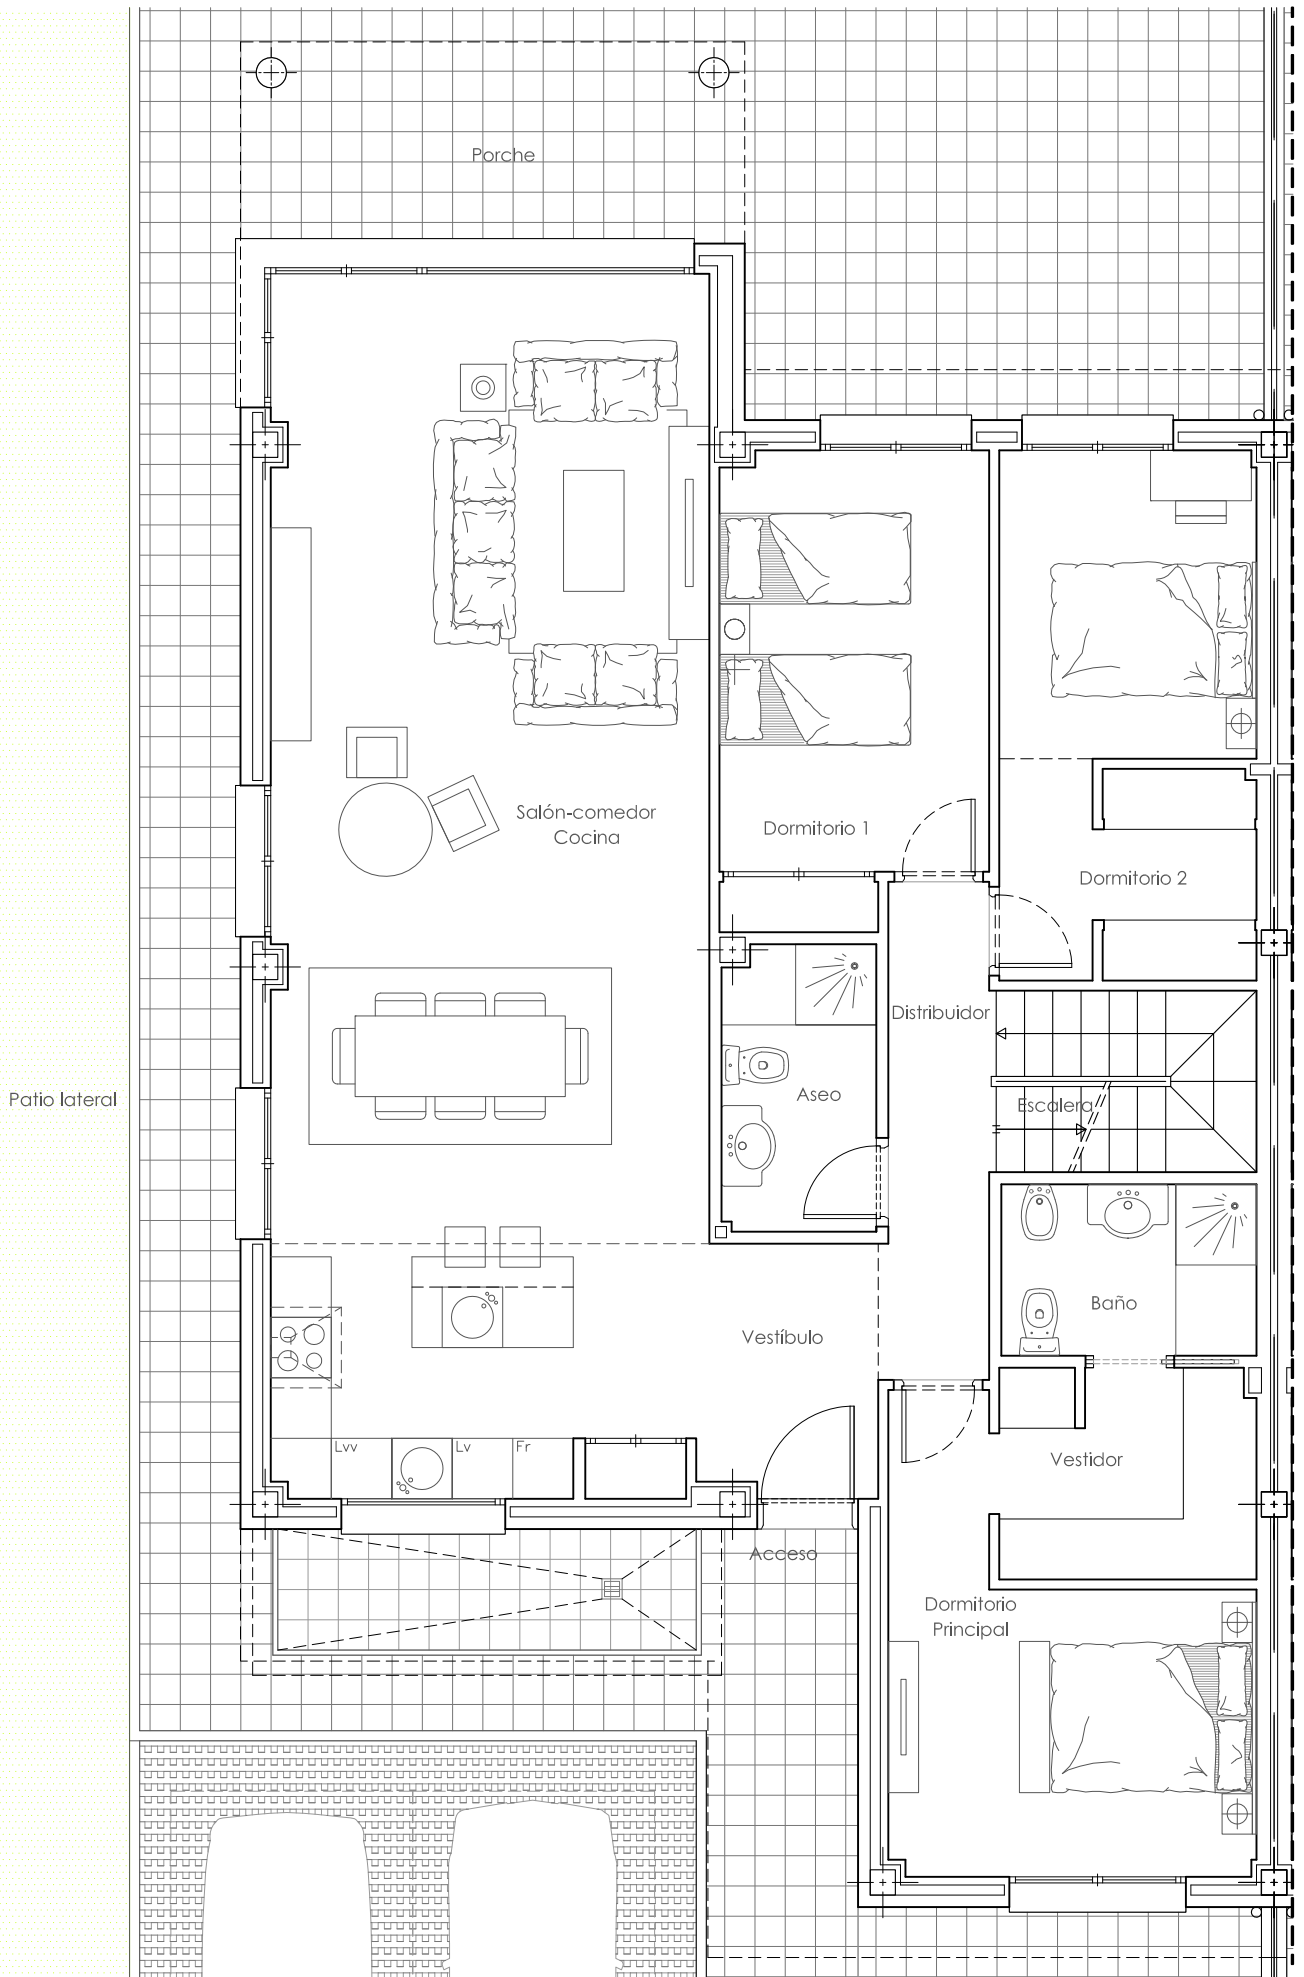 Porche
Salón-comedor
Cocina
Dormitorio 1
Dormitorio 2
Distribuidor
Patio lateral
Aseo
Escalera
Baño
Vestíbulo
Lvv
Lv
Fr
Vestidor
Acceso
Dormitorio
Principal